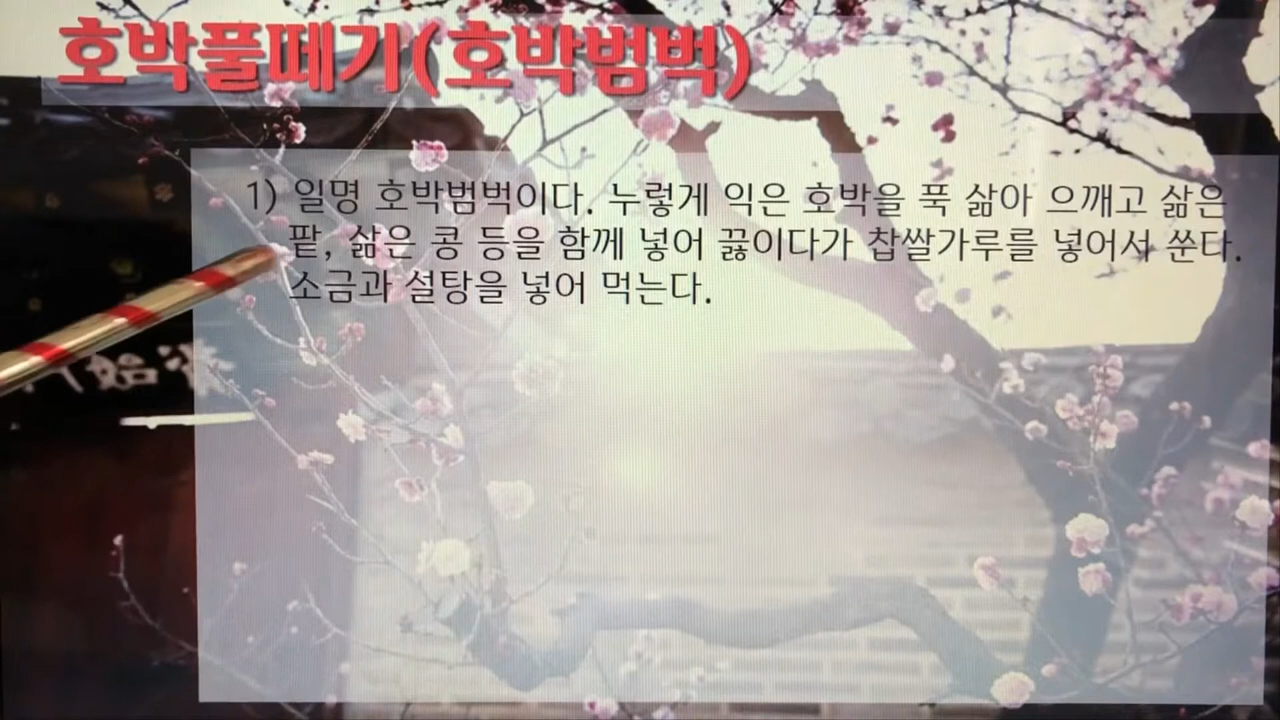 호박풀떼기(호박범벅)
1) 일명 호박범벅이다. 누렇게 익은 호박을 푹 삶아 으깨고 삶은
팥, 삶은 콩 등을 함께 넣어 끓이다가 찹쌀가루를 넣어서 쑨다.
소금과 설탕을 넣어 먹는다.